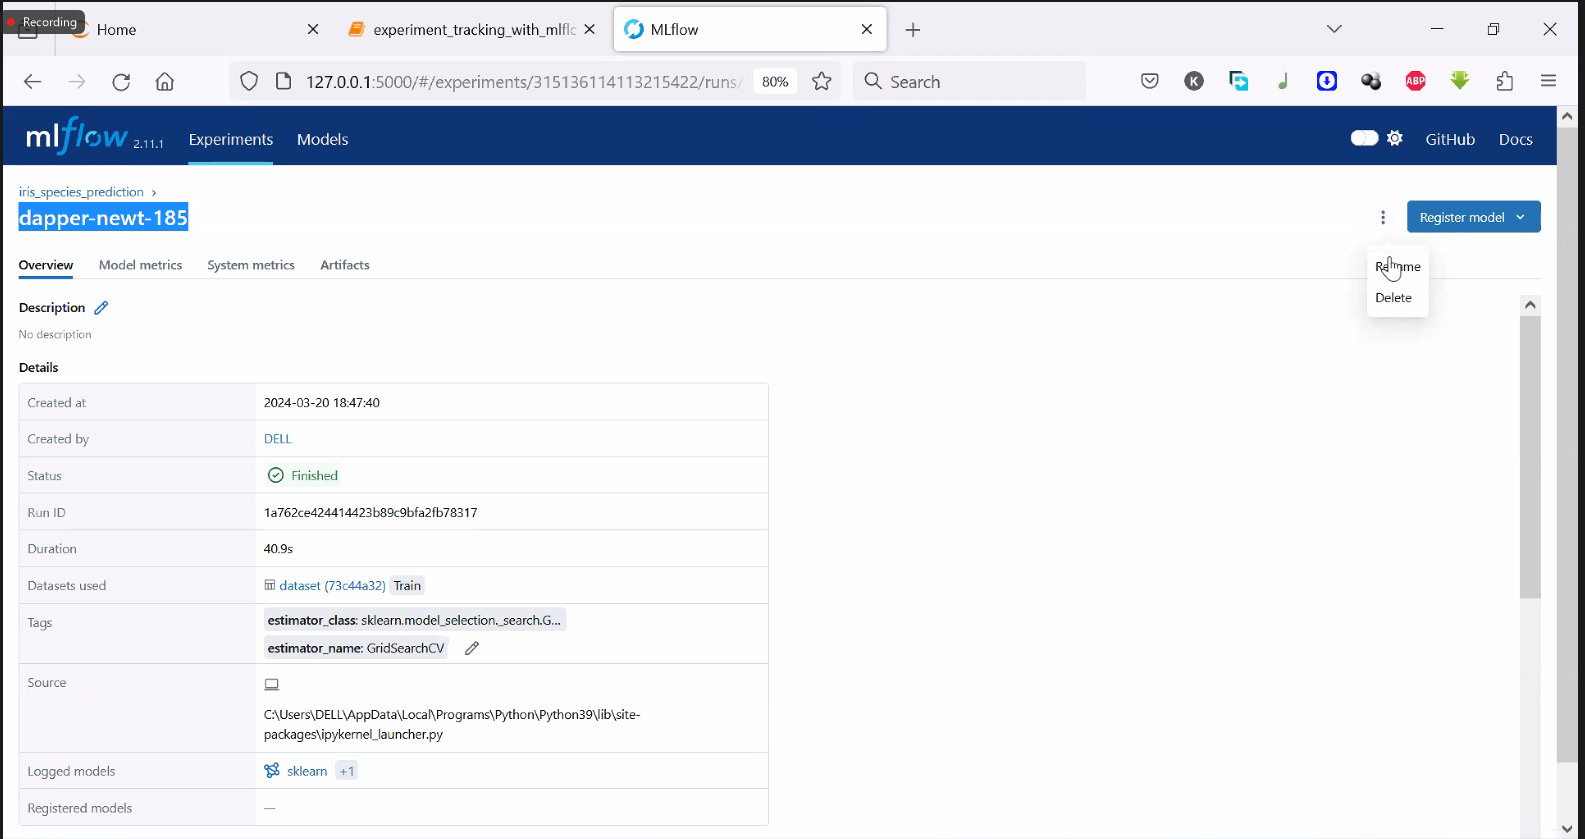 Recording
Home
experiment_tracking_with_mlflc
MLflow
127.0.0.1:5000/#/experiments/315136114113215422/runs/
80%
Search
K
ABP
mlflow 2.11.1
Experiments
Models
GitHub
Docs
iris_species_prediction >
dapper-newt-185
Register model
Overview
Model metrics
System metrics
Artifacts
Rename
Delete
Description
No description
Details
Created at
2024-03-20 18:47:40
Created by
DELL
Status
Finished
Run ID
1a762ce424414423b89c9bfa2fb78317
Duration
40.9s
Datasets used
dataset (73c44a32) Train
Tags
estimator_class: sklearn.model_selection._search.G...
estimator_name: GridSearchCV
Source
C:\Users\DELL\AppData\Local\Programs\Python\Python39\lib\site-
packages\ipykernel_launcher.py
Logged models
sklearn +1
Registered models
—